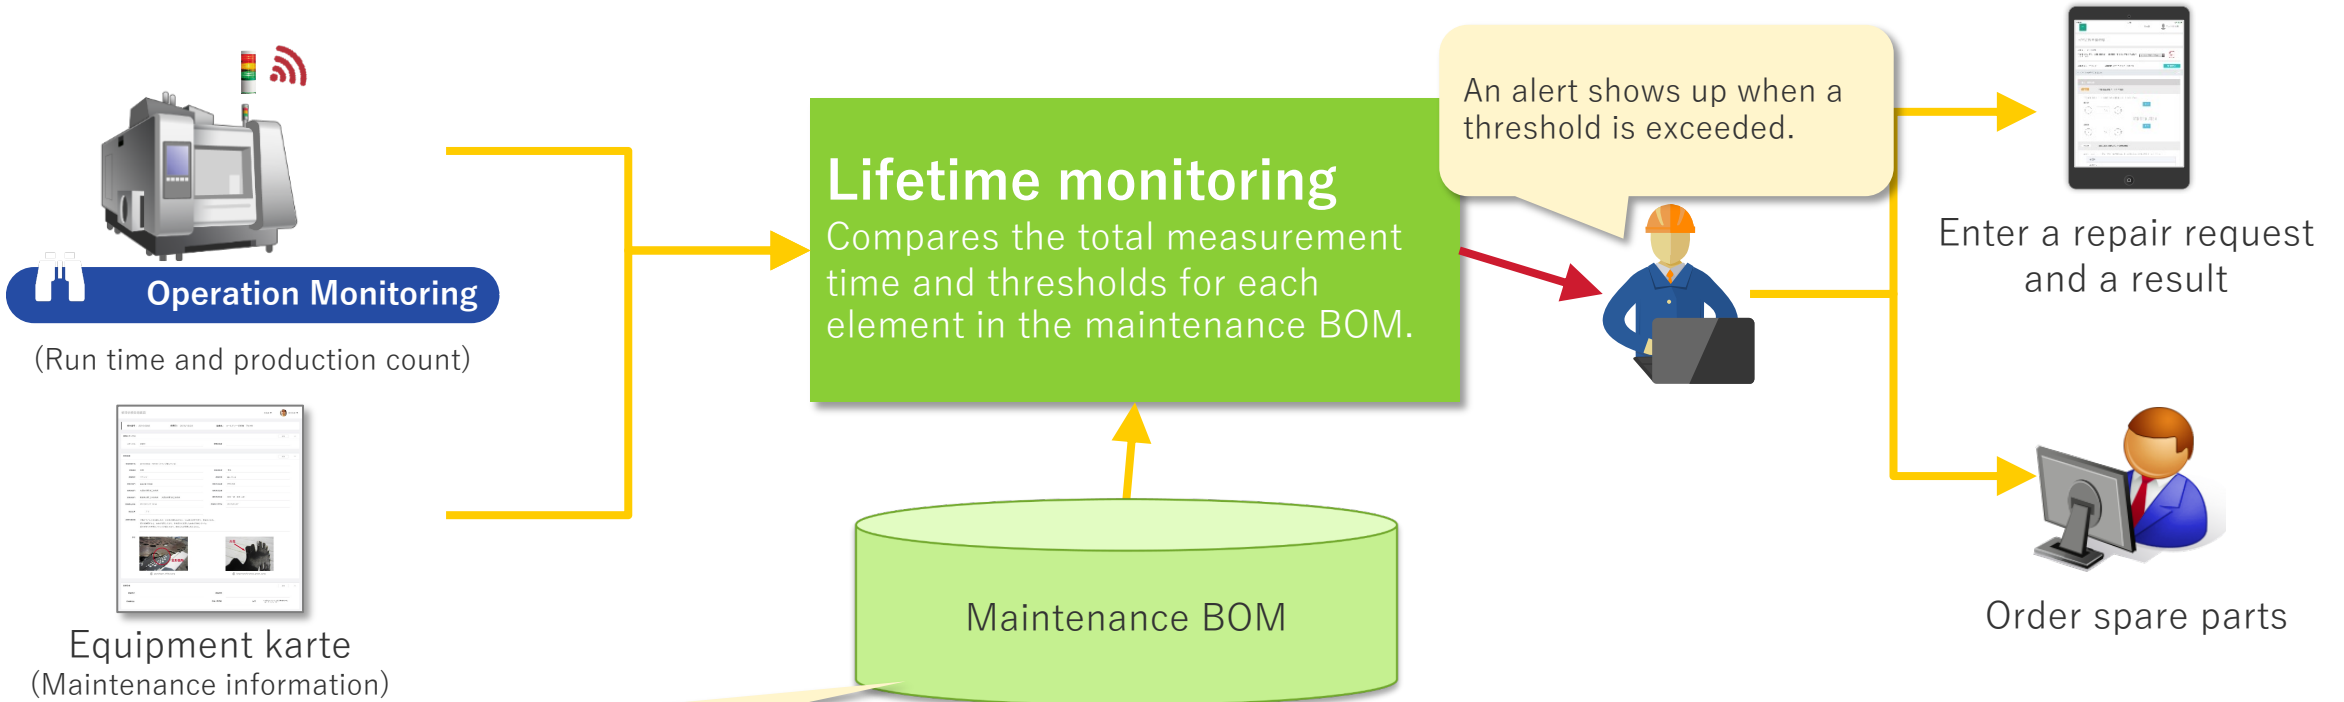 Operation Monitoring
(Run time and production count)
Equipment karte
(Maintenance information)
Lifetime monitoring
Compares the total measurement
time and thresholds for each
element in the maintenance BOM.
Maintenance BOM
An alert shows up when a
threshold is exceeded.
Enter a repair request
and a result
Order spare parts